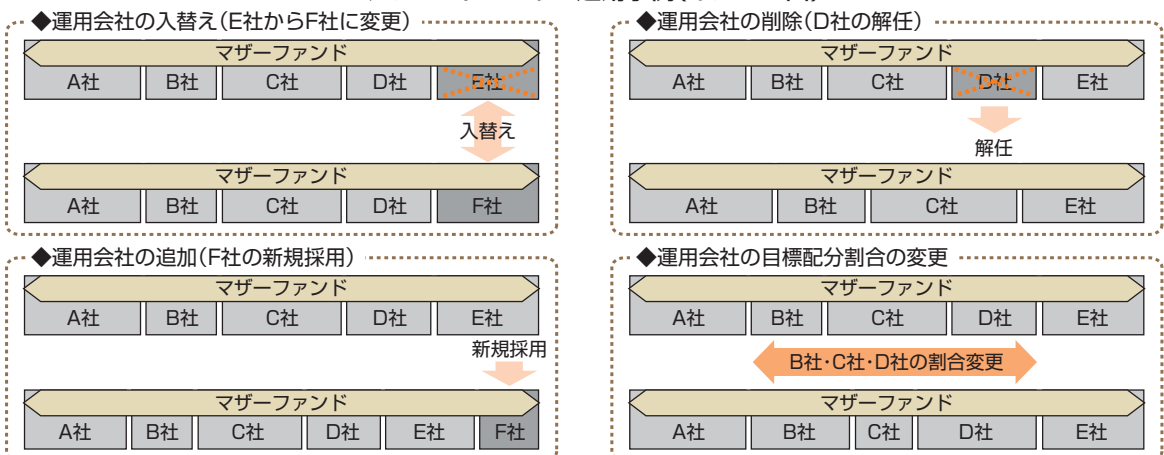 ◆運用会社の入替え(E社からF社に変更)
マザーファンド
A社 B社 C社 D社 E社
入替え
マザーファンド
A社 B社 C社 D社 F社
◆運用会社の削除(D社の解任)
マザーファンド
A社 B社 C社 D社 E社
解任
マザーファンド
A社 B社 C社 E社
◆運用会社の追加(F社の新規採用)
マザーファンド
A社 B社 C社 D社 E社
新規採用
マザーファンド
A社 B社 C社 D社 E社 F社
◆運用会社の目標配分割合の変更
マザーファンド
A社 B社 C社 D社 E社
B社・C社・D社の割合変更
マザーファンド
A社 B社 C社 D社 E社